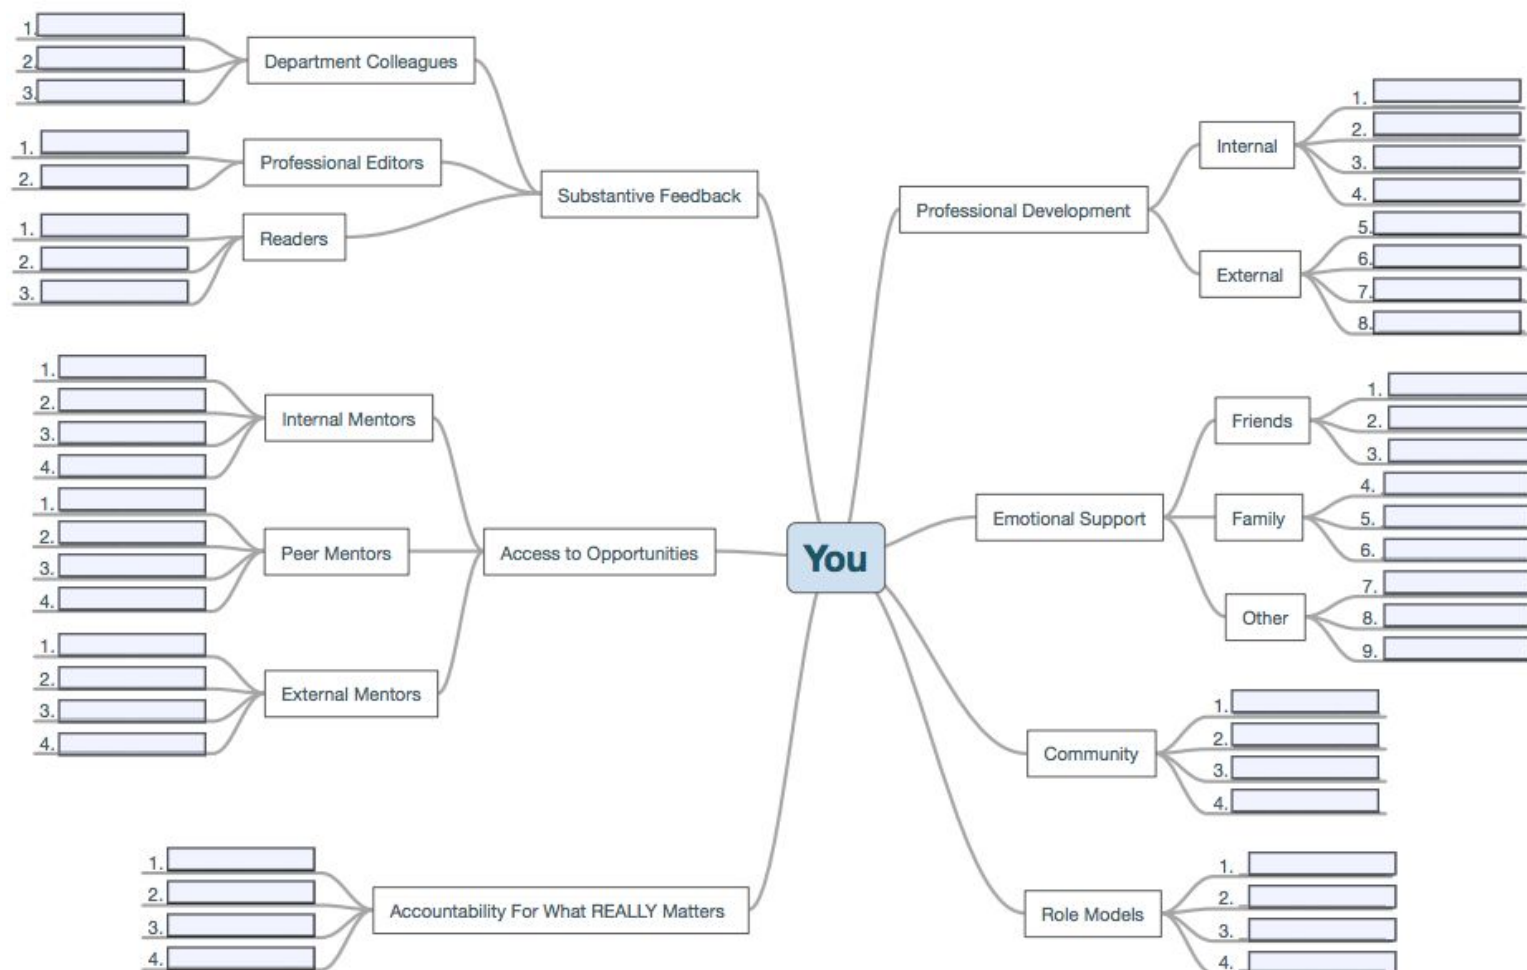 1.
2.
3.
Department Colleagues
1.
2.
Professional Editors
1.
2.
3.
Readers
Substantive Feedback
1.
2.
3.
4.
Internal Mentors
1.
2.
3.
4.
Peer Mentors
1.
2.
3.
4.
External Mentors
Access to Opportunities
1.
2.
3.
4.
Accountability For What REALLY Matters
You
Professional Development
Internal
1.
2.
3.
4.
External
5.
6.
7.
8.
Emotional Support
Friends
1.
2.
3.
Family
4.
5.
6.
Other
7.
8.
9.
Community
1.
2.
3.
4.
Role Models
1.
2.
3.
4.